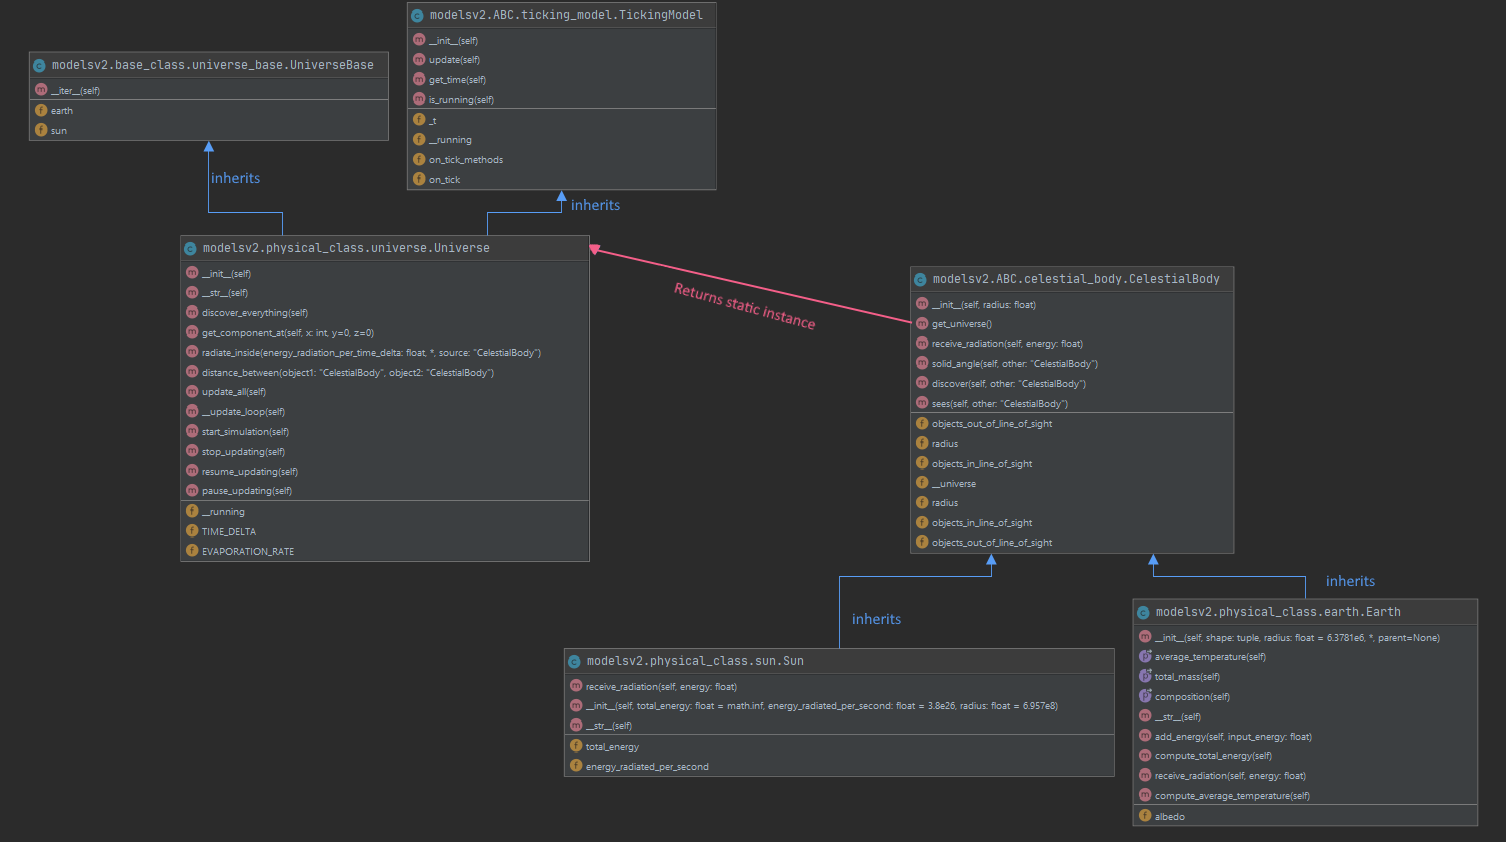 modelsv2.ABC.ticking_model.TickingModel
__init__(self)
update(self)
get_time(self)
is_running(self)
_t
__running
on_tick_methods
on_tick
modelsv2.base_class.universe_base.UniverseBase
__iter__(self)
earth
sun
inherits
inherits
modelsv2.physical_class.universe.Universe
__init__(self)
__str__(self)
discover_everything(self)
get_component_at(self, x: int, y=0, z=0)
radiate_inside(energy_radiation_per_time_delta: float, *, source: "CelestialBody")
distance_between(object1: "CelestialBody", object2: "CelestialBody")
update_all(self)
__update_loop(self)
start_simulation(self)
stop_updating(self)
resume_updating(self)
pause_updating(self)
__running
TIME_DELTA
EVAPORATION_RATE
Returns static instance
modelsv2.ABC.celestial_body.CelestialBody
__init__(self, radius: float)
get_universe()
receive_radiation(self, energy: float)
solid_angle(self, other: "CelestialBody")
discover(self, other: "CelestialBody")
sees(self, other: "CelestialBody")
objects_out_of_line_of_sight
radius
objects_in_line_of_sight
__universe
radius
objects_in_line_of_sight
objects_out_of_line_of_sight
inherits
inherits
modelsv2.physical_class.sun.Sun
receive_radiation(self, energy: float)
__init__(self, total_energy: float = math.inf, energy_radiated_per_second: float = 3.8e26, radius: float = 6.957e8)
__str__(self)
total_energy
energy_radiated_per_second
modelsv2.physical_class.earth.Earth
__init__(self, shape: tuple, radius: float = 6.3781e6, *, parent=None)
average_temperature(self)
total_mass(self)
composition(self)
__str__(self)
add_energy(self, input_energy: float)
compute_total_energy(self)
receive_radiation(self, energy: float)
compute_average_temperature(self)
albedo